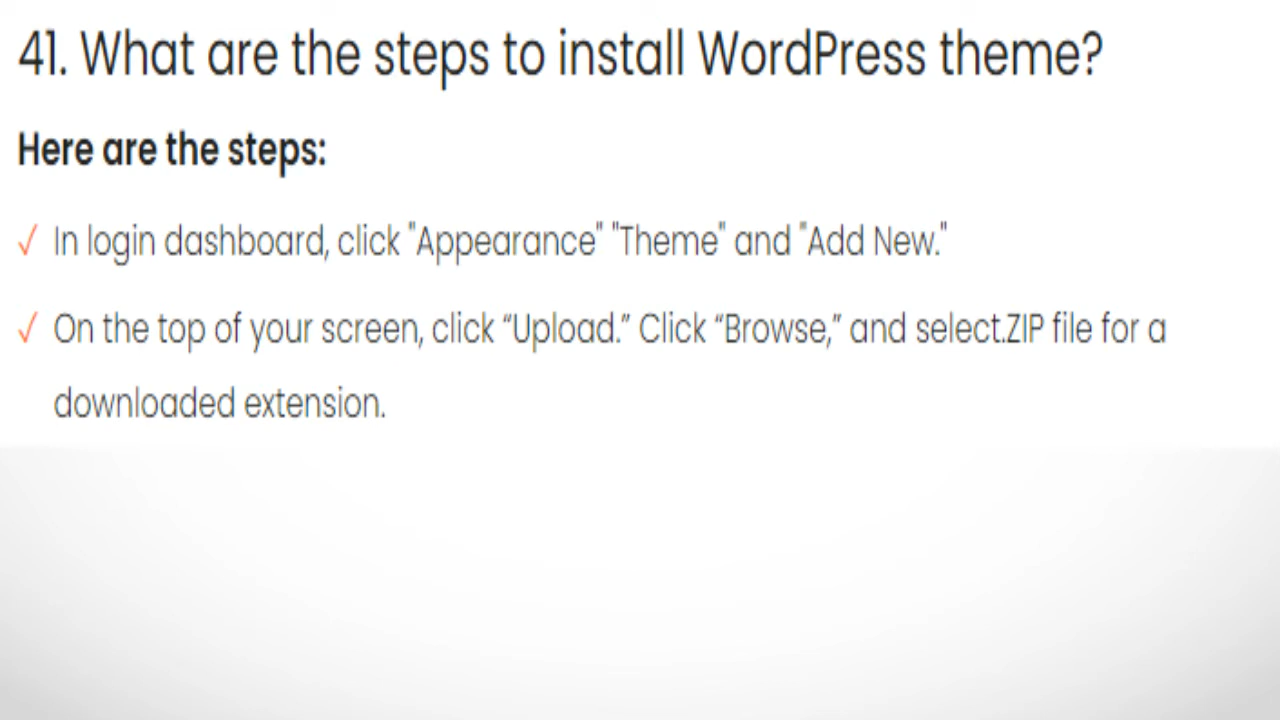 41. What are the steps to install WordPress theme?
Here are the steps:
√ In login dashboard, click "Appearance" "Theme" and "Add New."
√ On the top of your screen, click “Upload.” Click “Browse,” and select.ZIP file for a
downloaded extension.